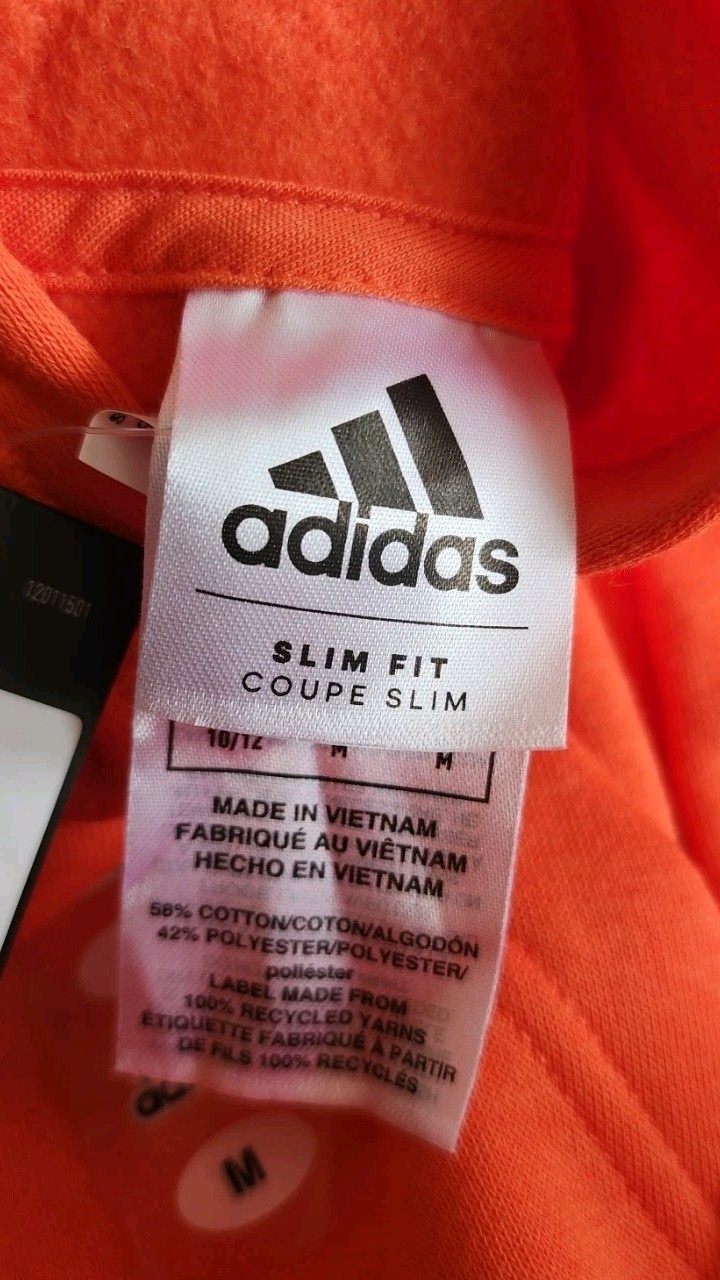 adidas
SLIM FIT
COUPE SLIM
12011501
10/12 M M
MADE IN VIETNAM
FABRIQUÉ AU VIÊTNAM
HECHO EN VIETNAM
58% COTTON/COTON/ALGODÓN
42% POLYESTER/POLYESTER/
poliéster
LABEL MADE FROM
100% RECYCLED YARNS
ÉTIQUETTE FABRIQUÉ À PARTIR
DE FILS 100% RECYCLÉS
M